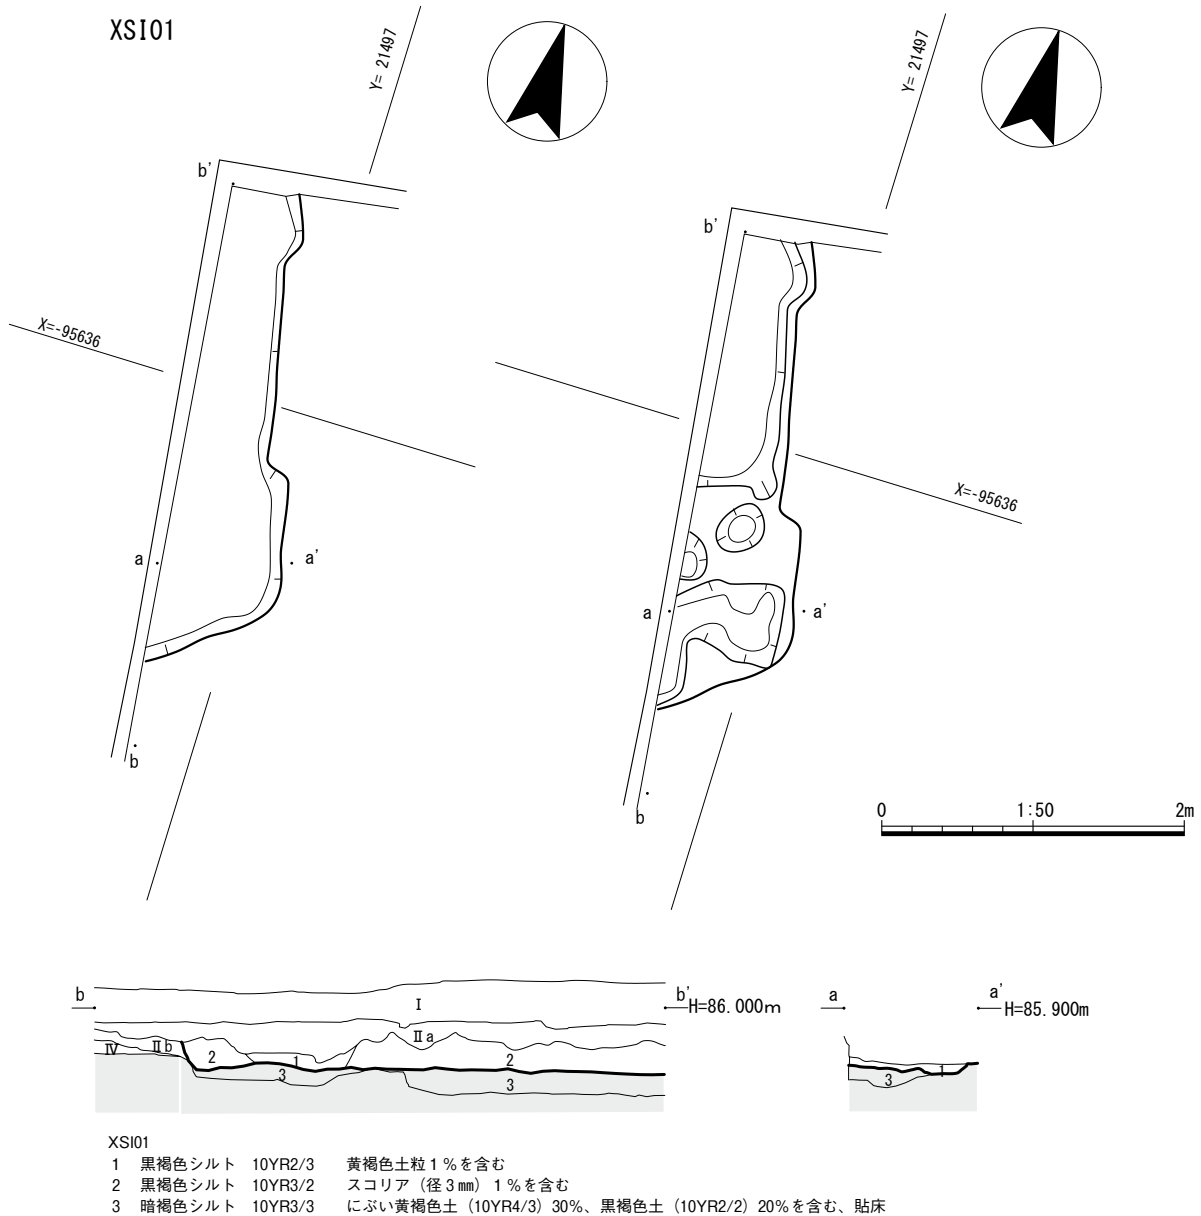 XSI01
Y= 21497
Y= 21497
b'
b'
X=-95636
X=-95636
a
a'
a
a'
b
b
0 1:50 2m
b
I
b'
H=86.000m
a
a'
H=85.900m
Ⅱa
Ⅳ
Ⅱb
2
1
2
3
3
3
1
XSI01
1 黒褐色シルト 10YR2/3 黄褐色土粒1%を含む
2 黒褐色シルト 10YR3/2 スコリア(径3㎜)1%を含む
3 暗褐色シルト 10YR3/3 にぶい黄褐色土(10YR4/3)30%、黒褐色土(10YR2/2)20%を含む、貼床